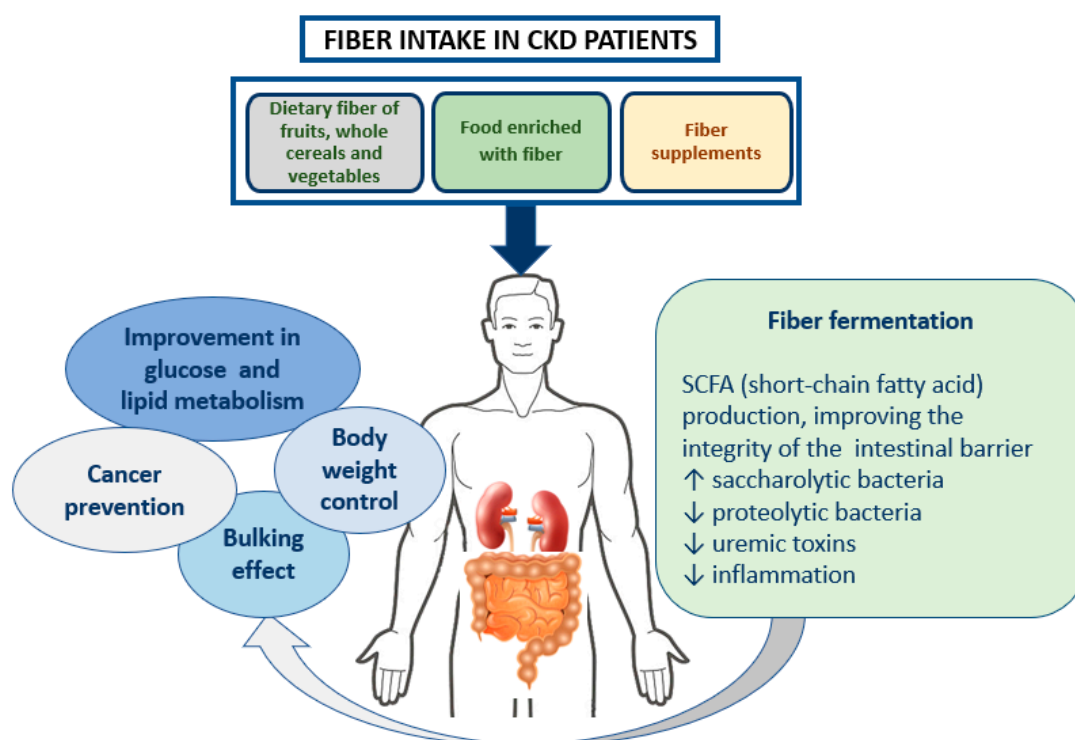 FIBER INTAKE IN CKD PATIENTS
Dietary fiber of
fruits, whole
cereals and
vegetables
Food enriched
with fiber
Fiber
supplements
Improvement in
glucose and
lipid metabolism
Body
weight
control
Cancer
prevention
Bulking
effect
Fiber fermentation
SCFA (short-chain fatty acid)
production, improving the
integrity of the intestinal barrier
↑ saccharolytic bacteria
↓ proteolytic bacteria
↓ uremic toxins
↓ inflammation